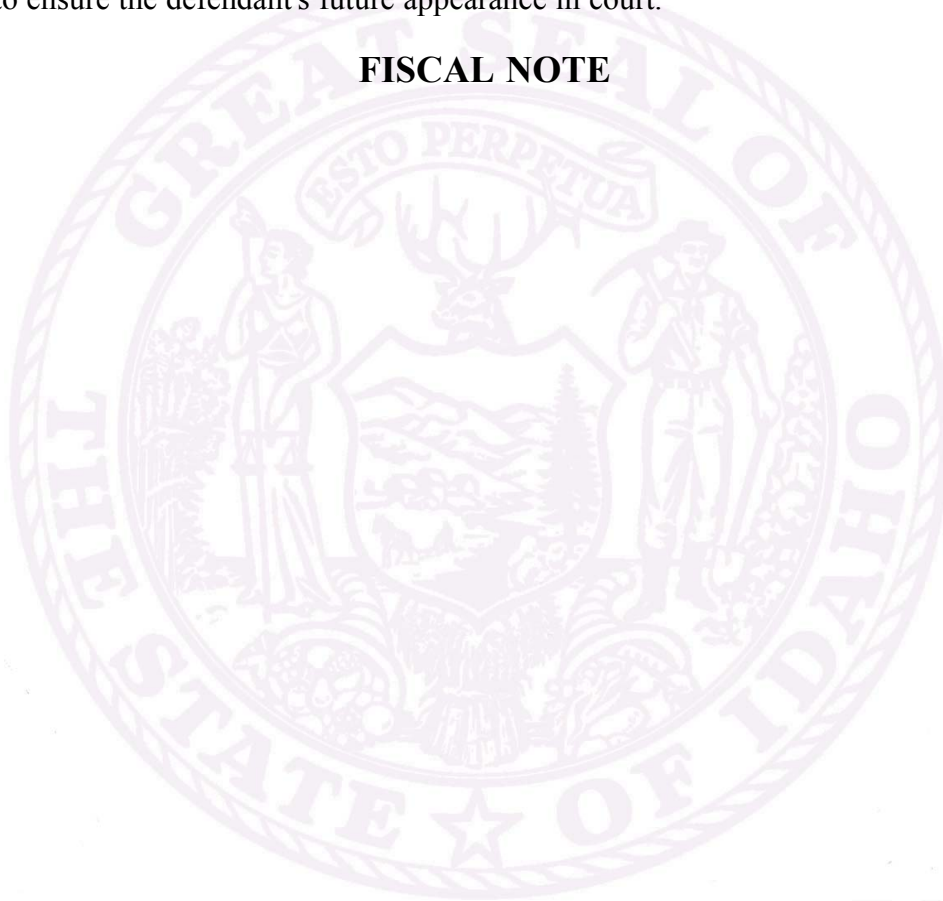 to ensure the defendant's future appearance in court.
FISCAL NOTE
GREAT SEAL OF
ESTO PERPETUA
THE STATE OF IDAHO